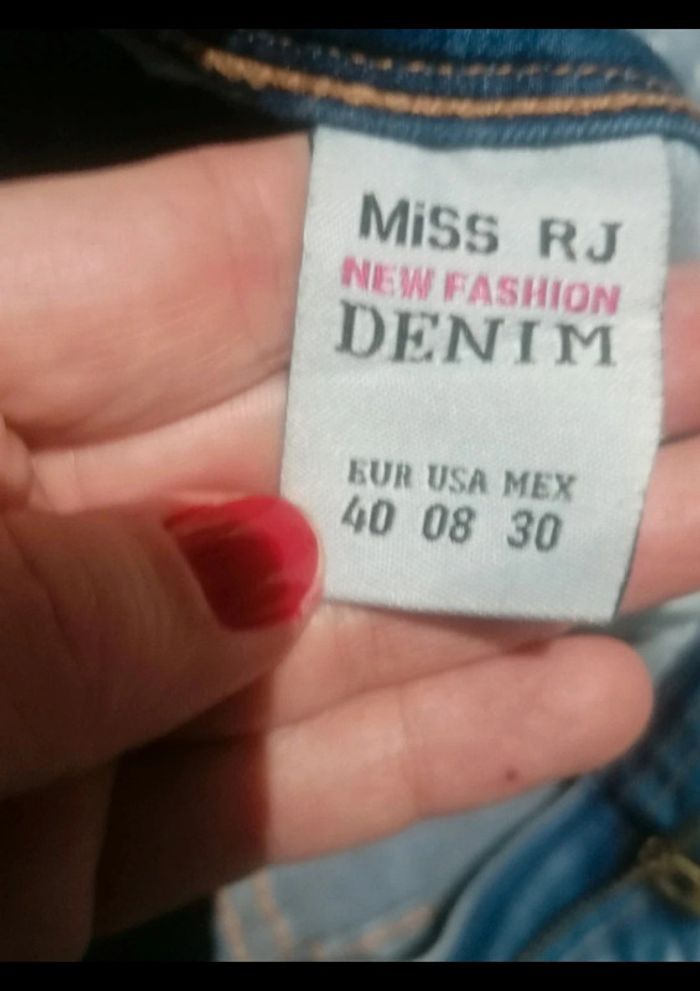 MiSS RJ
NEW FASHION
DENIM
EUR USA MEX
40 08 30